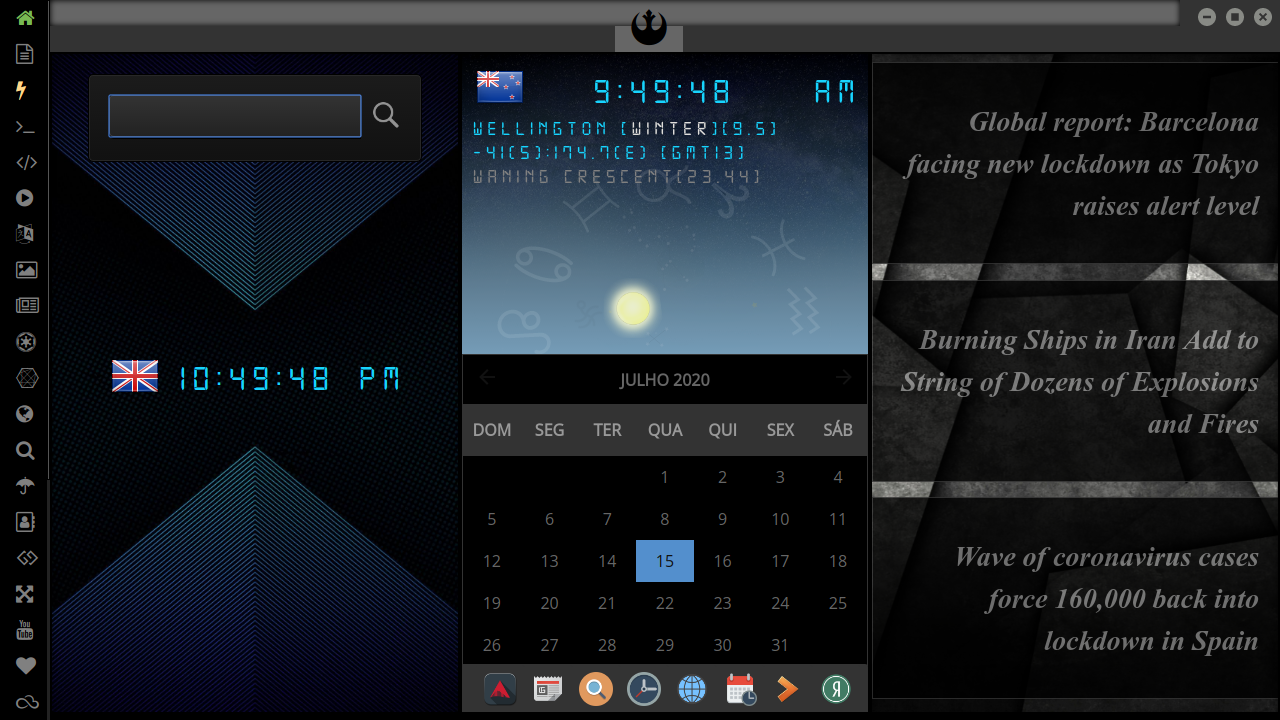 9:49:48 AM
WELLINGTON [WINTER][9.5]
-41(S):174.7(E) [GMT13]
WANING CRESCENT[23.44]
10:49:48 PM
JULHO 2020
DOM SEG TER QUA QUI SEX SÁB
1 2 3 4
5 6 7 8 9 10 11
12 13 14 15 16 17 18
19 20 21 22 23 24 25
26 27 28 29 30 31
Global report: Barcelona
facing new lockdown as Tokyo
raises alert level
Burning Ships in Iran Add to
String of Dozens of Explosions
and Fires
Wave of coronavirus cases
force 160,000 back into
lockdown in Spain
You
Tube
Я